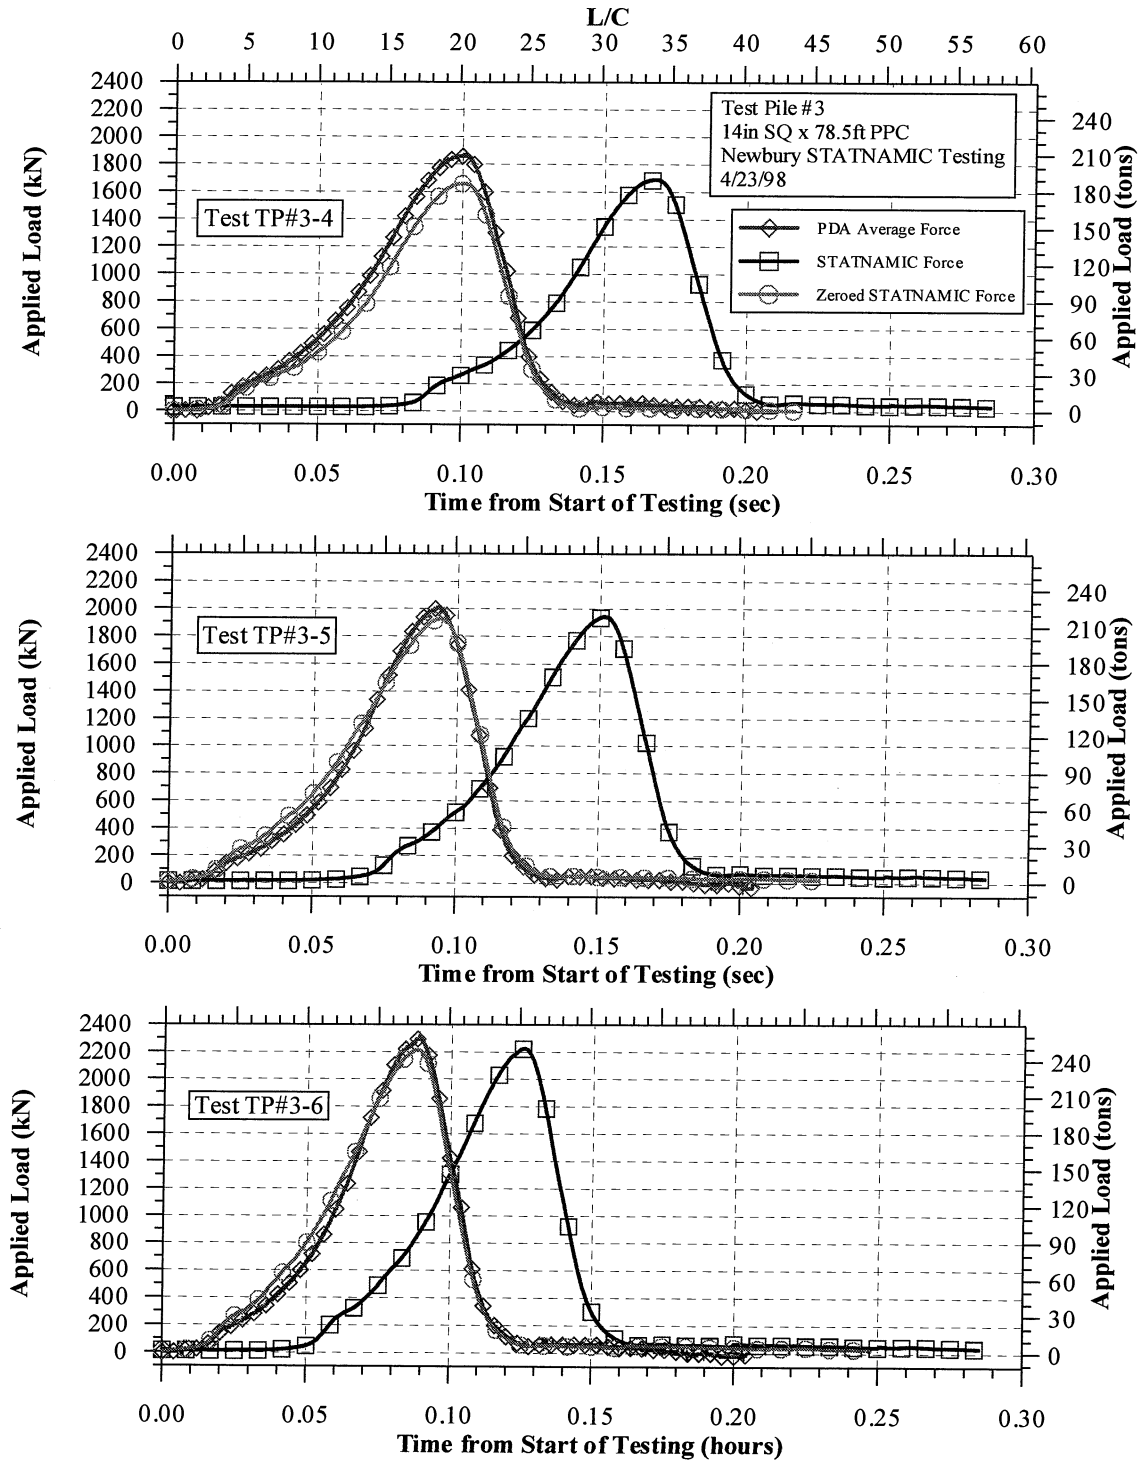 L/C
0 5 10 15 20 25 30 35 40 45 50 55 60
2400
2200
2000
1800
1600
1400
1200
1000
800
600
400
200
0
Applied Load (kN)
Test TP#3-4
Test Pile #3
14in SQ x 78.5ft PPC
Newbury STATNAMIC Testing
4/23/98
PDA Average Force
STATNAMIC Force
Zeroed STATNAMIC Force
240
210
180
150
120
90
60
30
0
Applied Load (tons)
0.00 0.05 0.10 0.15 0.20 0.25 0.30
Time from Start of Testing (sec)
2400
2200
2000
1800
1600
1400
1200
1000
800
600
400
200
0
Applied Load (kN)
Test TP#3-5
240
210
180
150
120
90
60
30
0
Applied Load (tons)
0.00 0.05 0.10 0.15 0.20 0.25 0.30
Time from Start of Testing (sec)
2400
2200
2000
1800
1600
1400
1200
1000
800
600
400
200
0
Applied Load (kN)
Test TP#3-6
240
210
180
150
120
90
60
30
0
Applied Load (tons)
0.00 0.05 0.10 0.15 0.20 0.25 0.30
Time from Start of Testing (hours)